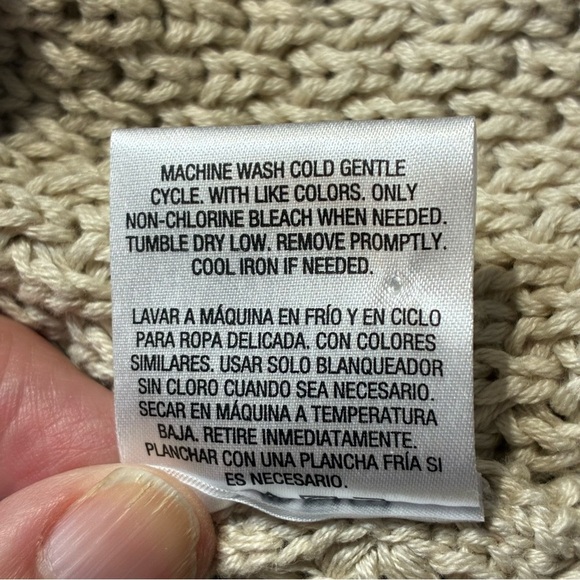 MACHINE WASH COLD GENTLE
CYCLE. WITH LIKE COLORS. ONLY
NON-CHLORINE BLEACH WHEN NEEDED.
TUMBLE DRY LOW. REMOVE PROMPTLY.
COOL IRON IF NEEDED.
LAVAR A MÁQUINA EN FRÍO Y EN CICLO
PARA ROPA DELICADA. CON COLORES
SIMILARES. USAR SOLO BLANQUEADOR
SIN CLORO CUANDO SEA NECESARIO.
SECAR EN MÁQUINA A TEMPERATURA
BAJA. RETIRE INMEDIATAMENTE.
PLANCHAR CON UNA PLANCHA FRÍA SI
ES NECESARIO.